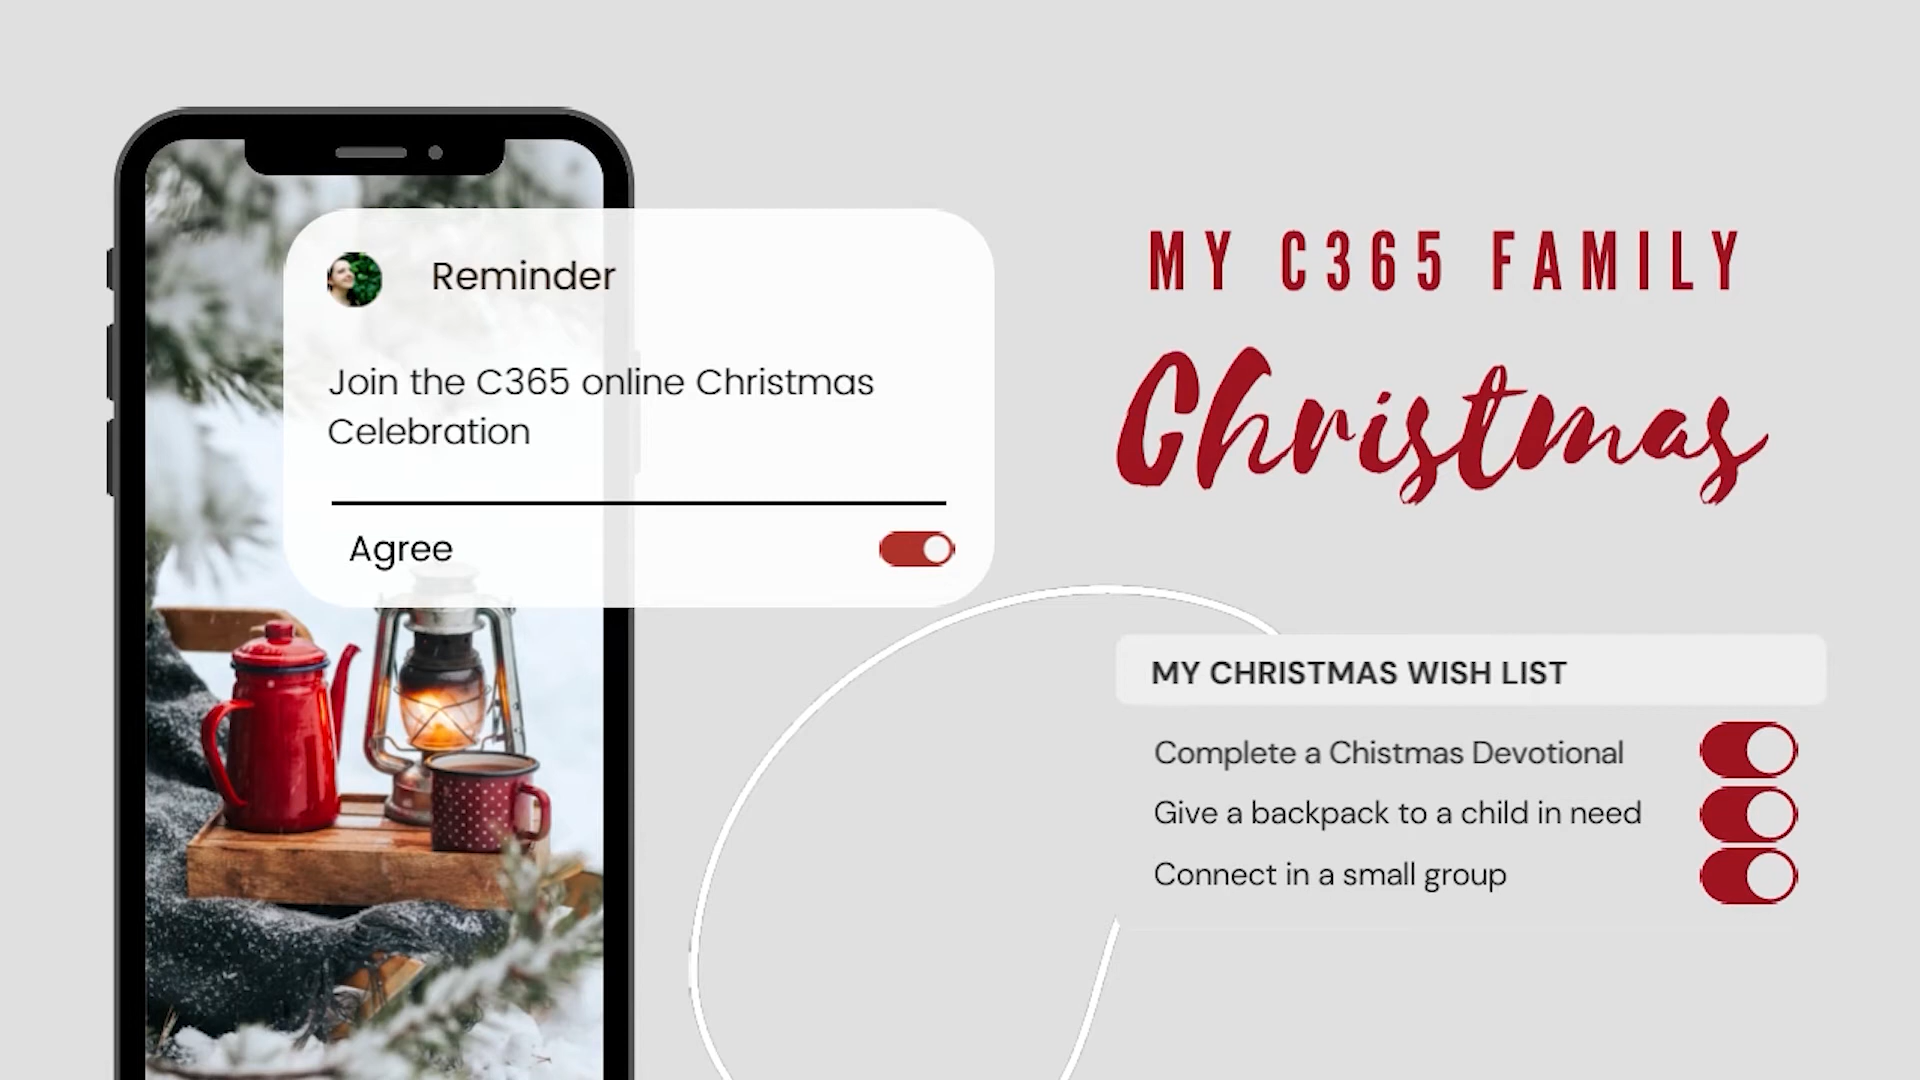 Reminder
Join the C365 online Christmas
Celebration
Agree
MY C365 FAMILY
Christmas
MY CHRISTMAS WISH LIST
Complete a Chistmas Devotional
Give a backpack to a child in need
Connect in a small group